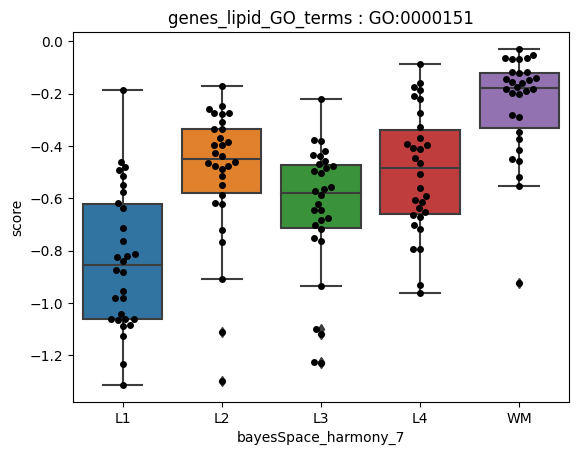 genes_lipid_GO_terms : GO:0000151
0.0
−0.2
−0.4
−0.6
−0.8
−1.0
−1.2
score
L1 L2 L3 L4 WM
bayesSpace_harmony_7